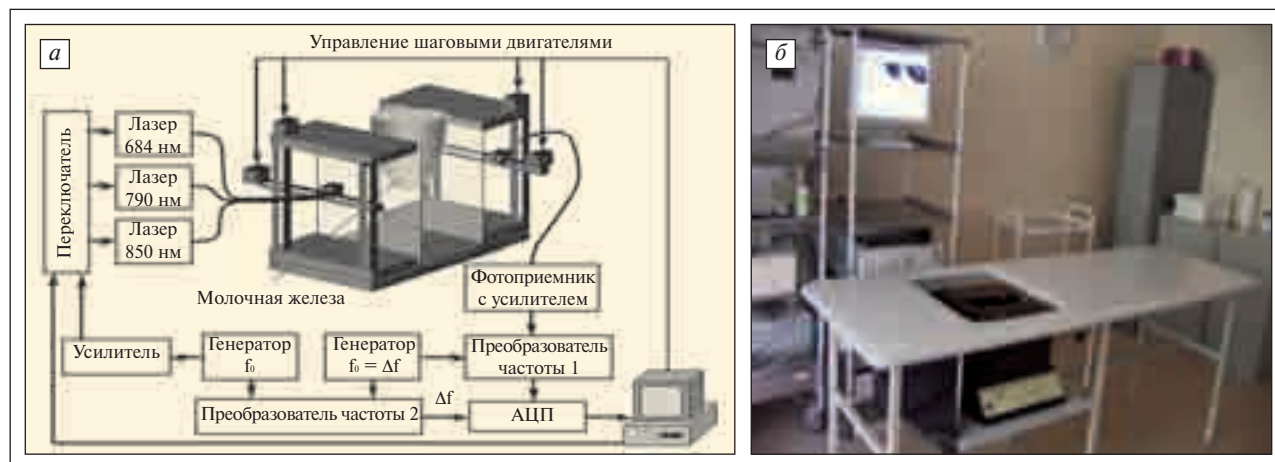 а
Управление шаговыми двигателями
б
Переключатель
Лазер
684 нм
Лазер
790 нм
Лазер
850 нм
Молочная железа
Фотоприемник
с усилителем
Усилитель
Генератор
f₀
Генератор
f₀ = Δf
Преобразователь
частоты 1
Преобразователь частоты 2
Δf
АЦП